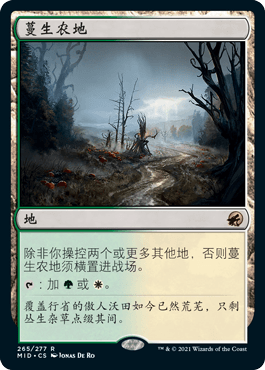 蔓生农地
地
除非你操控两个或更多其他地，否则蔓
生农地须横置进战场。
：加或。
覆盖行省的傲人沃田如今已然荒芜，只剩
丛生杂草点缀其间。
265/277 R
MID • CS JONAS DE RO
™ & © 2021 Wizards of the Coast